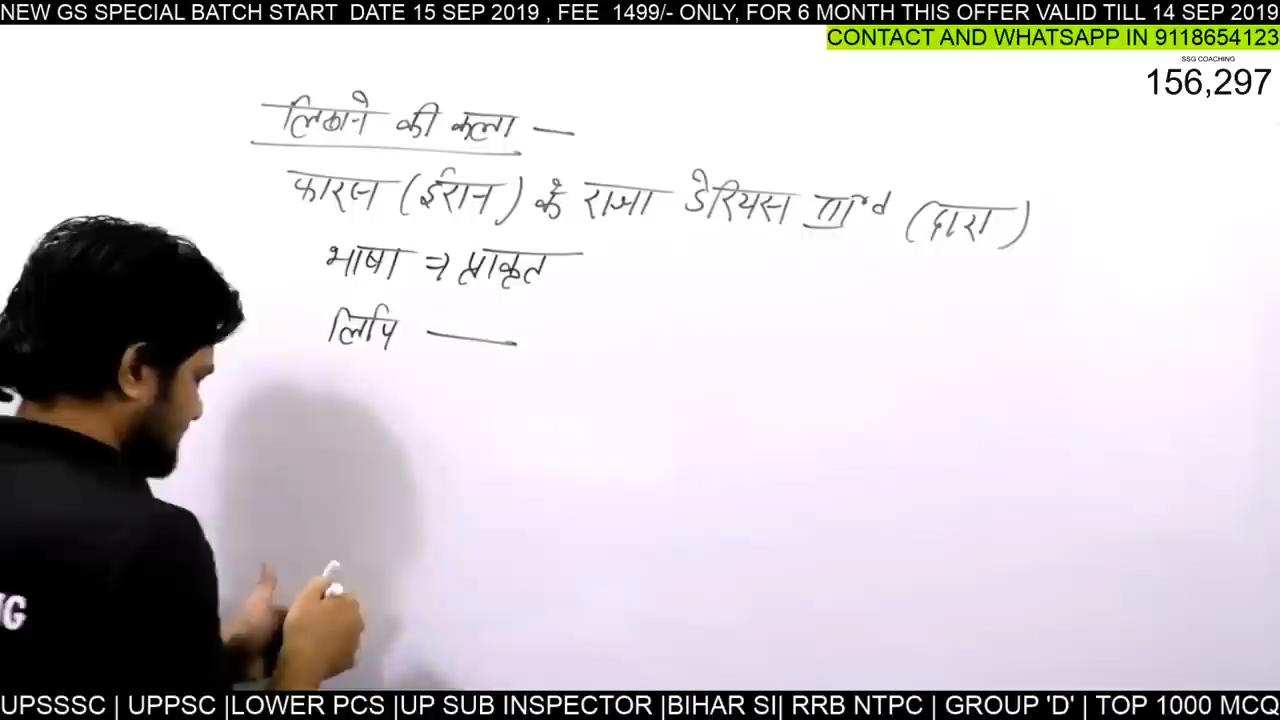 NEW GS SPECIAL BATCH START DATE 15 SEP 2019 , FEE 1499/- ONLY, FOR 6 MONTH THIS OFFER VALID TILL 14 SEP 2019
CONTACT AND WHATSAPP IN 9118654123
SSG COACHING
156,297
लिखने की कला —
फारस (ईरान) के राजा डेरियस IIIrd (दारा)
भाषा ⇒ प्राकृत
लिपि —
NG
UPSSSC | UPPSC |LOWER PCS |UP SUB INSPECTOR |BIHAR SI| RRB NTPC | GROUP 'D' | TOP 1000 MCQ